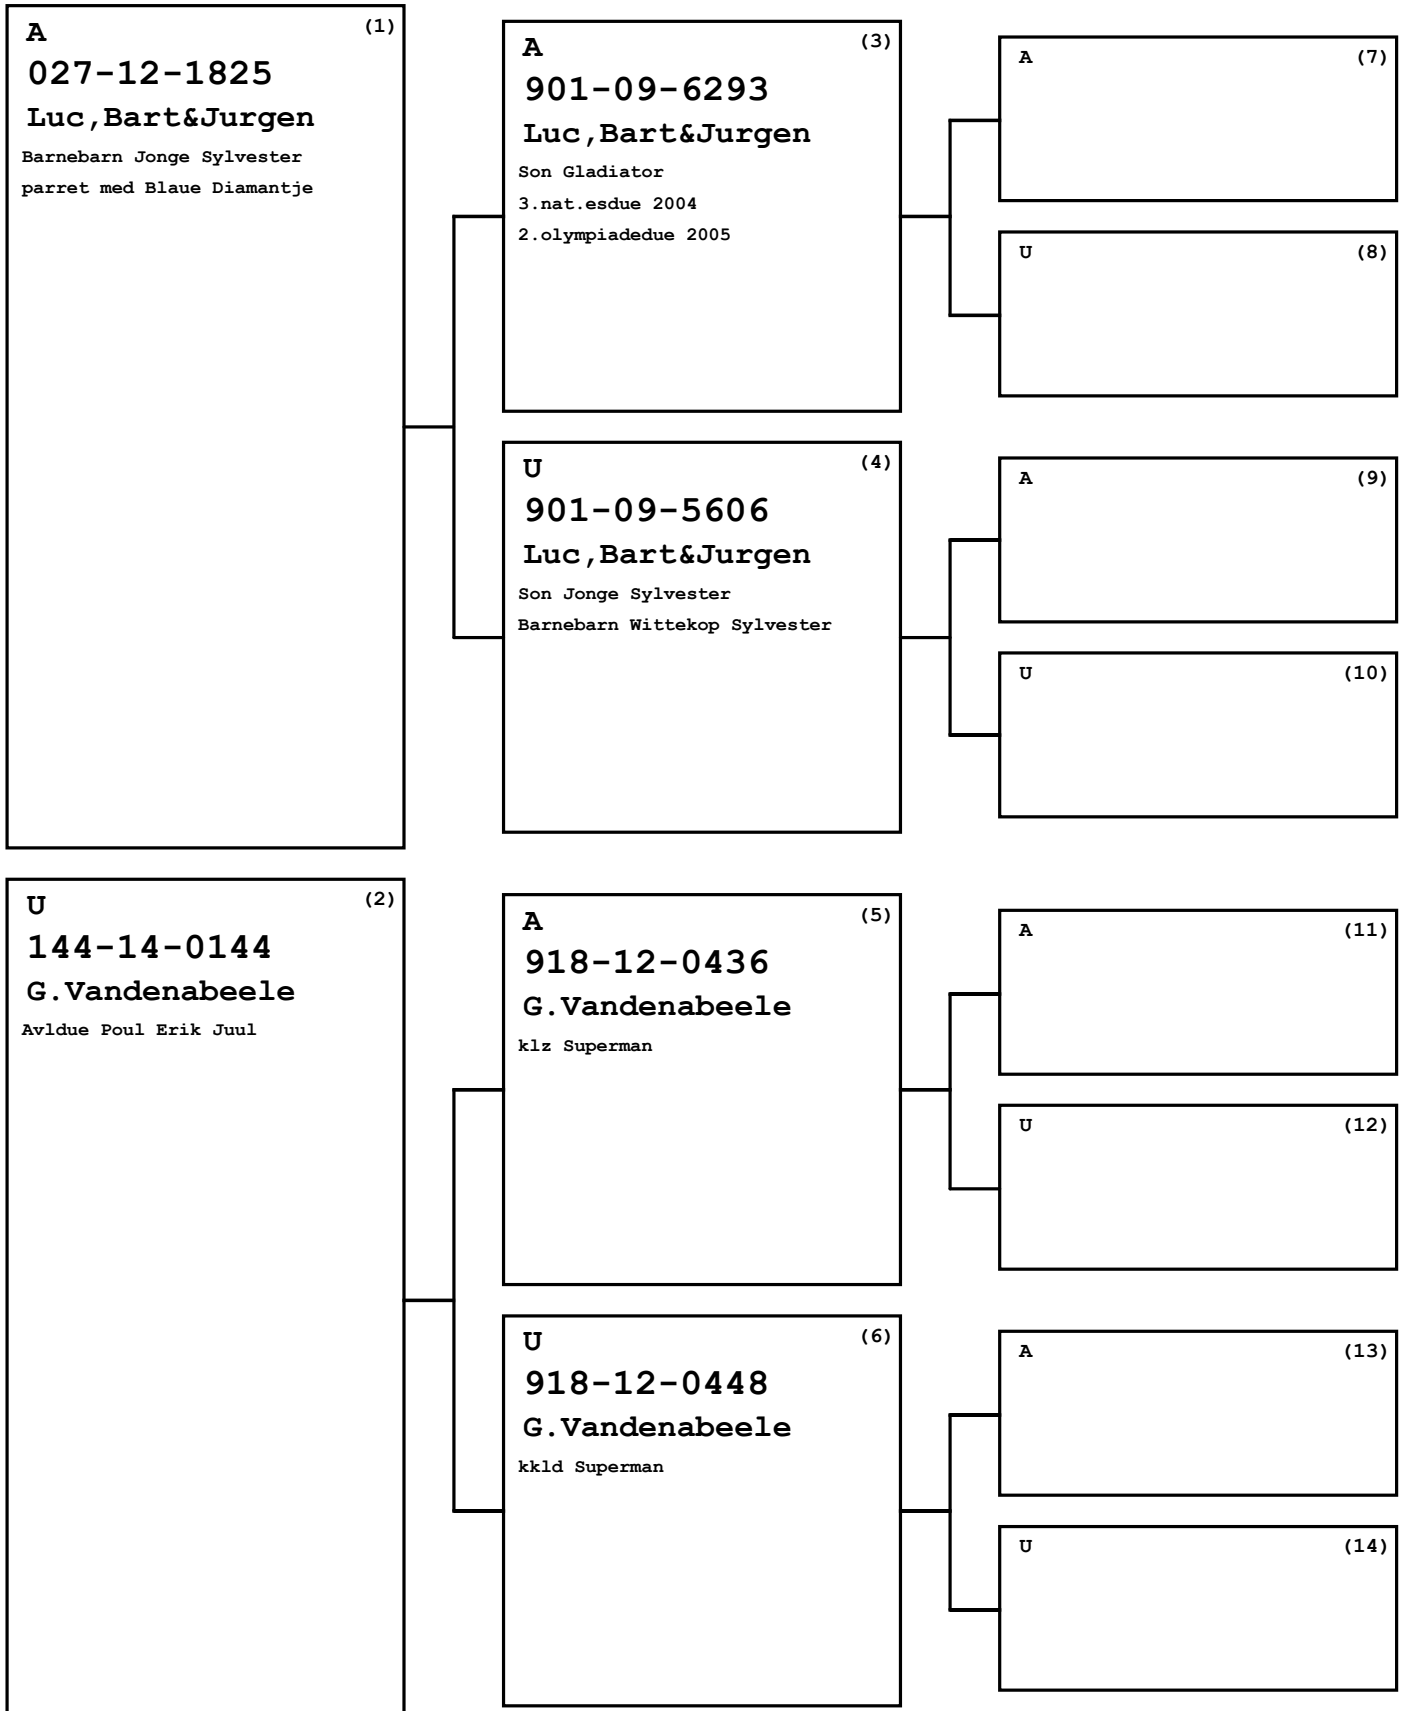 A (1)
027-12-1825
Luc,Bart&Jurgen
Barnebarn Jonge Sylvester
parret med Blaue Diamantje
A (3)
901-09-6293
Luc,Bart&Jurgen
Son Gladiator
3.nat.esdue 2004
2.olympiadedue 2005
A (7)
U (8)
U (4)
901-09-5606
Luc,Bart&Jurgen
Son Jonge Sylvester
Barnebarn Wittekop Sylvester
A (9)
U (10)
U (2)
144-14-0144
G.Vandenabeele
Avldue Poul Erik Juul
A (5)
918-12-0436
G.Vandenabeele
klz Superman
A (11)
U (12)
U (6)
918-12-0448
G.Vandenabeele
kkld Superman
A (13)
U (14)